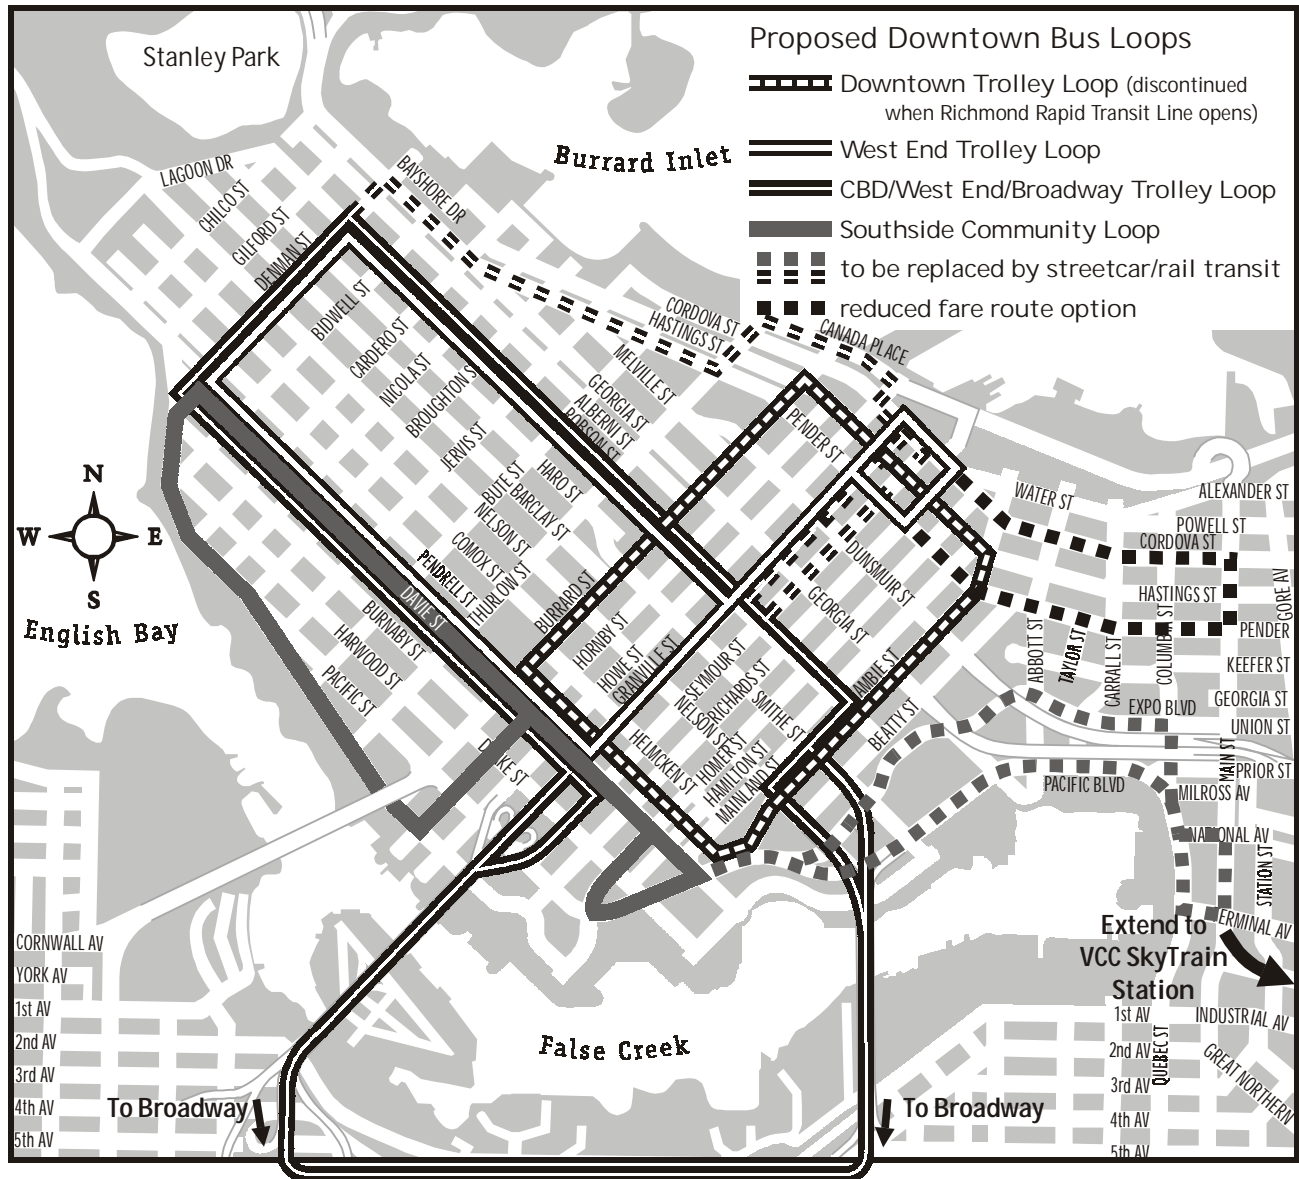 Stanley Park
Proposed Downtown Bus Loops
Downtown Trolley Loop (discontinued
when Richmond Rapid Transit Line opens)
West End Trolley Loop
CBD/West End/Broadway Trolley Loop
Southside Community Loop
to be replaced by streetcar/rail transit
reduced fare route option
Burrard Inlet
LAGOON DR
BAYSHORE DR
CHILCO ST
GILFORD ST
DENMAN ST
BIDWELL ST
CARDERO ST
NICOLA ST
BROUGHTON S
JERVIS ST
BUTE ST
CORDOVA ST
HASTINGS ST
CANADA PLACE
MELVILLE ST
GEORGIA ST
ALBERNI ST
ROBSON ST
PENDER ST
HARO ST
BARCLAY ST
NELSON ST
COMOX ST
PENDRELL ST
THURLOW ST
DAVIE ST
BURNABY ST
HARWOOD ST
PACIFIC ST
BURRARD ST
HORNBY ST
HOWE ST
GRANVILLE ST
SEYMOUR ST
RICHARDS ST
NELSON ST
SMITHE ST
HOMER ST
HAMILTON ST
MAINLAND ST
HELMCKEN ST
DUNSMUIR ST
GEORGIA ST
AMBIE ST
BEATTY ST
D
KE ST
WATER ST
ALEXANDER ST
POWELL ST
CORDOVA ST
HASTINGS ST
GORE AV
PENDER
KEEFER ST
GEORGIA ST
UNION ST
PRIOR ST
ABBOTT ST
TAYLOR ST
CARRALL ST
COLUMBIA ST
EXPO BLVD
MAIN ST
PACIFIC BLVD
MILROSS AV
NATIONAL AV
STATION ST
ERMINAL AV
N
W
E
S
English Bay
Extend to
VCC SkyTrain
Station
False Creek
CORNWALL AV
YORK AV
1st AV
2nd AV
3rd AV
4th AV
5th AV
To Broadway
To Broadway
1st AV
INDUSTRIAL AV
2nd AV
QUEBEC ST
3rd AV
GREAT NORTHERN
4th AV
5th AV